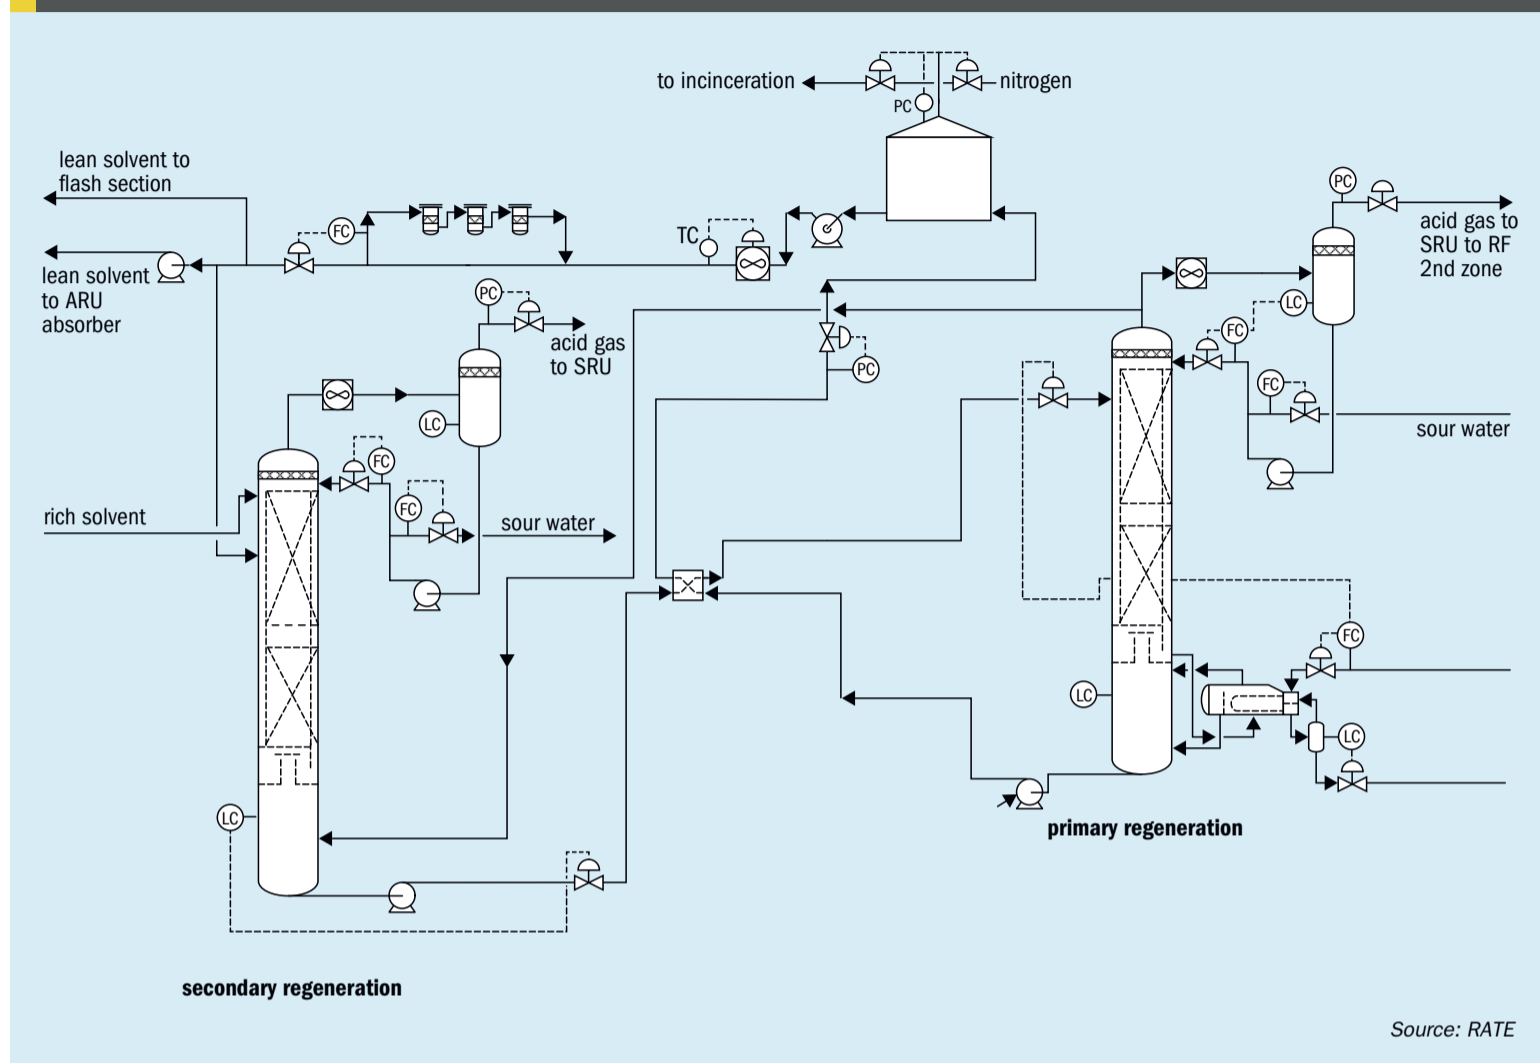 to incinceration
nitrogen
PC
lean solvent to
flash section
PC
acid gas to
SRU to RF
2nd zone
FC
TC
lean solvent
to ARU
absorber
PC
acid gas
to SRU
LC
FC
PC
FC
sour water
LC
FC
FC
rich solvent
sour water
FC
LC
LC
primary regeneration
LC
secondary regeneration
Source: RATE